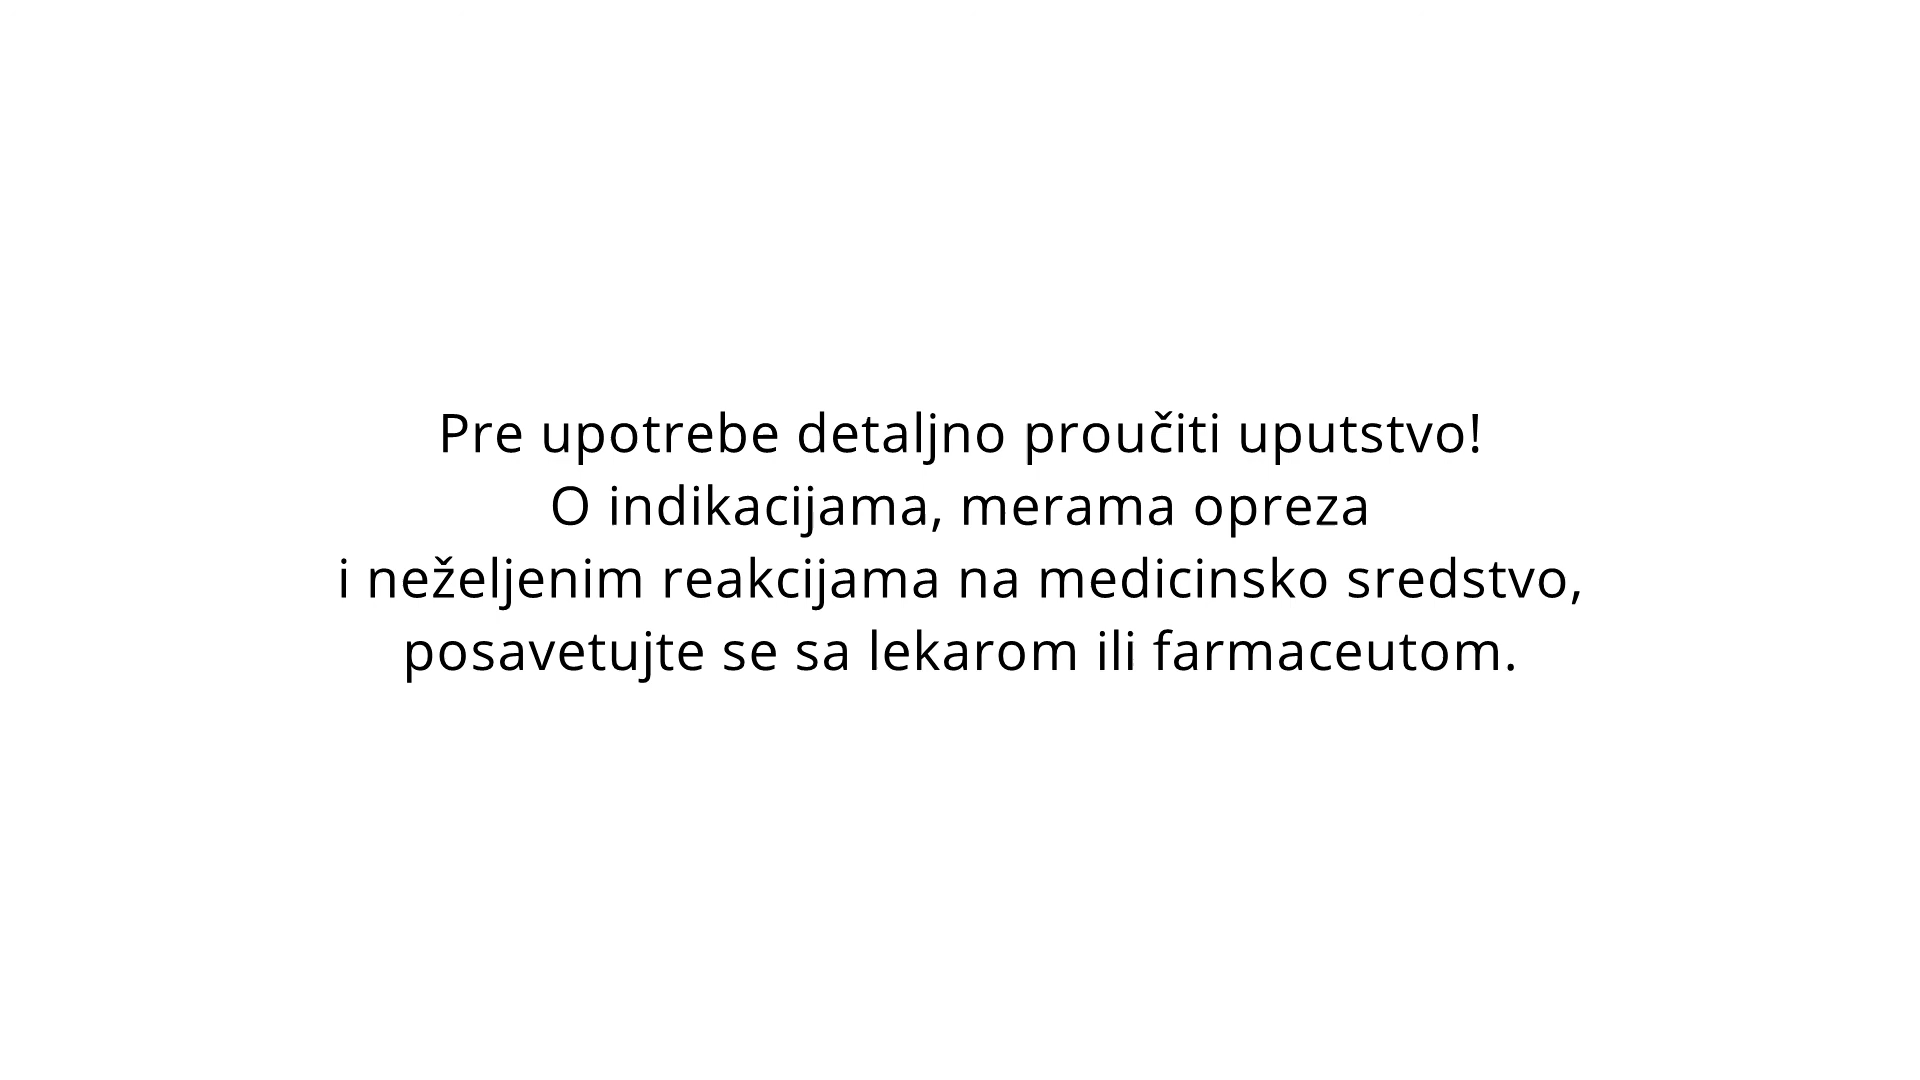 Pre upotrebe detaljno proučiti uputstvo!
O indikacijama, merama opreza
i neželjenim reakcijama na medicinsko sredstvo,
posavetujte se sa lekarom ili farmaceutom.